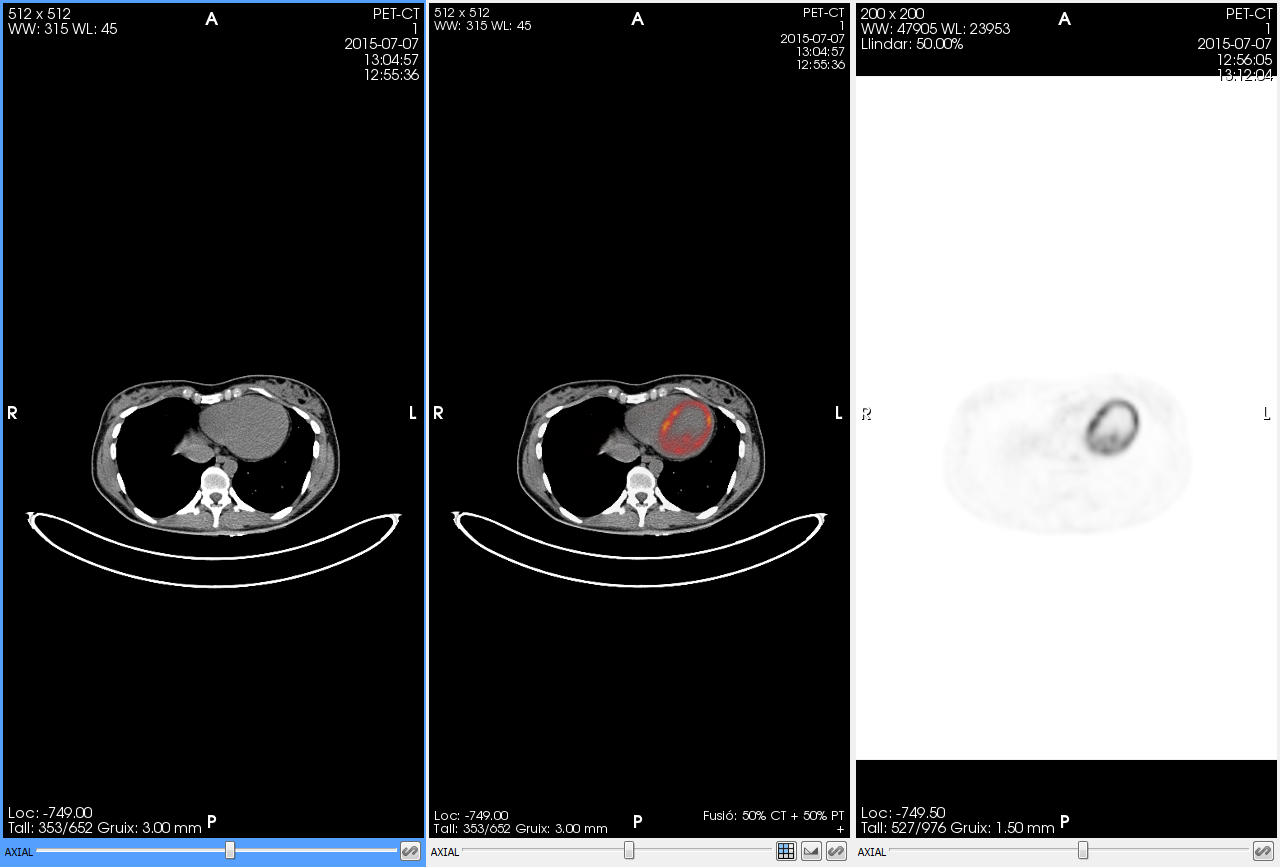 512 x 512
WW: 315 WL: 45
A
PET-CT
1
2015-07-07
13:04:57
12:55:36
R
L
Loc: -749.00
Tall: 353/652 Gruix: 3.00 mm
P
AXIAL
512 x 512
WW: 315 WL: 45
A
PET-CT
1
2015-07-07
13:04:57
12:55:36
R
L
Loc: -749.00
Tall: 353/652 Gruix: 3.00 mm
P
Fusió: 50% CT + 50% PT
+
AXIAL
200 x 200
WW: 47905 WL: 23953
Llindar: 50.00%
A
PET-CT
1
2015-07-07
12:56:05
13:12:04
R
L
Loc: -749.50
Tall: 527/976 Gruix: 1.50 mm
P
AXIAL